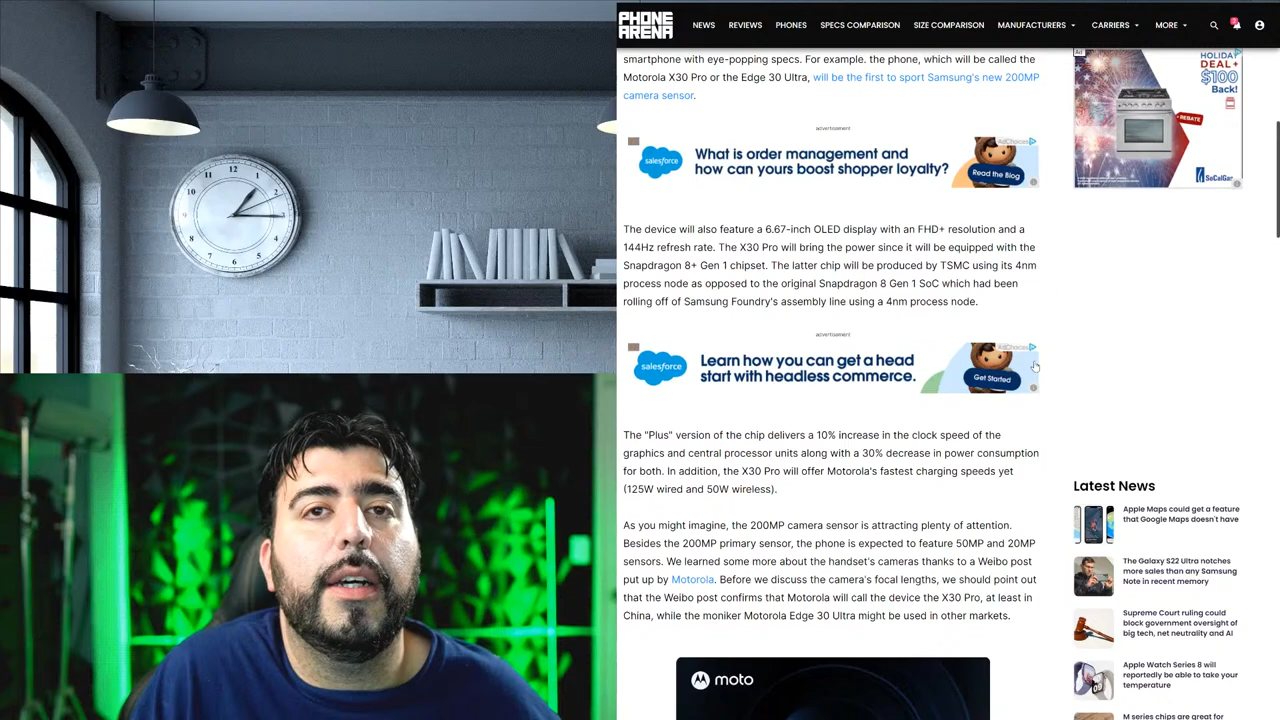 PHONE
ARENA
NEWS
REVIEWS
PHONES
SPECS COMPARISON
SIZE COMPARISON
MANUFACTURERS
CARRIERS
MORE
smartphone with eye-popping specs. For example. the phone, which will be called the
Motorola X30 Pro or the Edge 30 Ultra, will be the first to sport Samsung's new 200MP
camera sensor.
advertisement
salesforce
What is order management and
how can yours boost shopper loyalty?
AdChoices
Read the Blog
The device will also feature a 6.67-inch OLED display with an FHD+ resolution and a
144Hz refresh rate. The X30 Pro will bring the power since it will be equipped with the
Snapdragon 8+ Gen 1 chipset. The latter chip will be produced by TSMC using its 4nm
process node as opposed to the original Snapdragon 8 Gen 1 SoC which had been
rolling off of Samsung Foundry's assembly line using a 4nm process node.
advertisement
salesforce
Learn how you can get a head
start with headless commerce.
AdChoices
Get Started
The "Plus" version of the chip delivers a 10% increase in the clock speed of the
graphics and central processor units along with a 30% decrease in power consumption
for both. In addition, the X30 Pro will offer Motorola's fastest charging speeds yet
(125W wired and 50W wireless).
As you might imagine, the 200MP camera sensor is attracting plenty of attention.
Besides the 200MP primary sensor, the phone is expected to feature 50MP and 20MP
sensors. We learned some more about the handset's cameras thanks to a Weibo post
put up by Motorola. Before we discuss the camera's focal lengths, we should point out
that the Weibo post confirms that Motorola will call the device the X30 Pro, at least in
China, while the moniker Motorola Edge 30 Ultra might be used in other markets.
moto
Ad
HOLIDAY
DEAL +
$100
Back!
REBATE
SoCalGas
Latest News
Apple Maps could get a feature
that Google Maps doesn't have
The Galaxy S22 Ultra notches
more sales than any Samsung
Note in recent memory
Supreme Court ruling could
block government oversight of
big tech, net neutrality and AI
Apple Watch Series 8 will
reportedly be able to take your
temperature
M series chips are great for
12
1
2
3
4
5
6
7
8
9
10
11